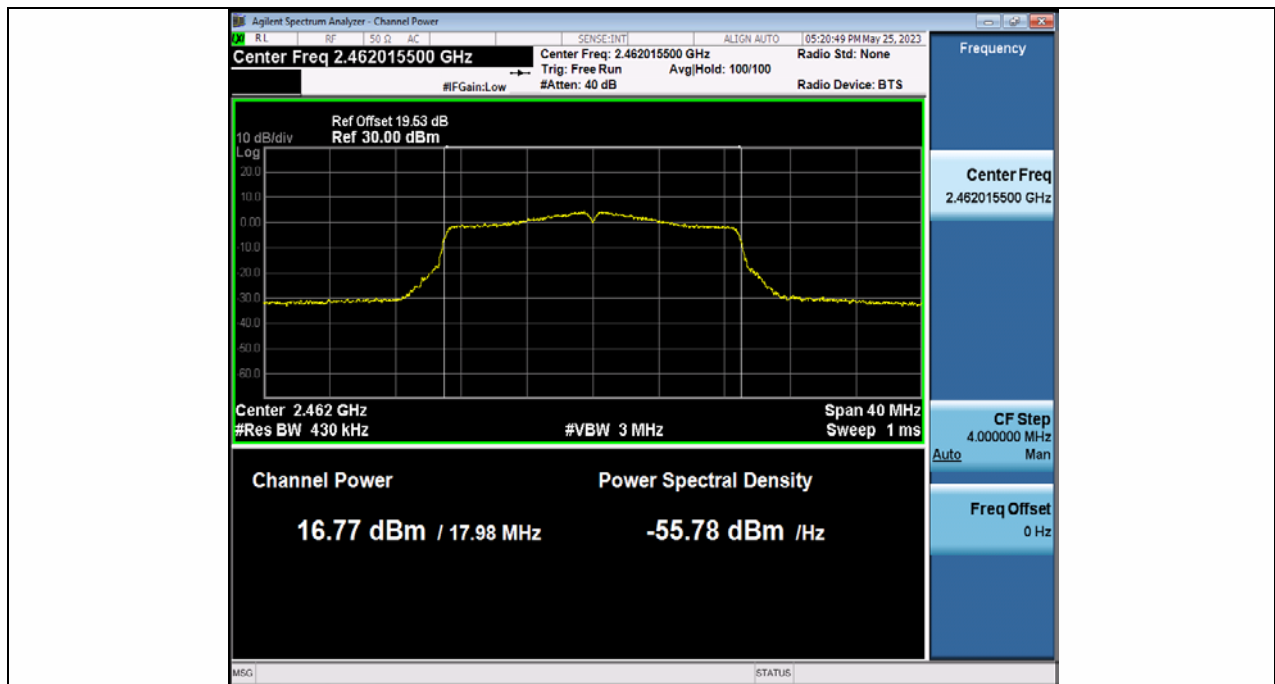 Agilent Spectrum Analyzer - Channel Power
RL RF 50 Ω AC SENSE:INT ALIGN AUTO 05:20:49 PM May 25, 2023
Center Freq 2.462015500 GHz
Center Freq: 2.462015500 GHz Radio Std: None
Trig: Free Run Avg|Hold: 100/100
#IFGain:Low #Atten: 40 dB Radio Device: BTS
Ref Offset 19.53 dB
10 dB/div Ref 30.00 dBm
Log
20.0
10.0
0.00
-10.0
-20.0
-30.0
-40.0
-50.0
-60.0
Center 2.462 GHz Span 40 MHz
#Res BW 430 kHz #VBW 3 MHz Sweep 1 ms
Channel Power Power Spectral Density
16.77 dBm / 17.98 MHz -55.78 dBm /Hz
MSG STATUS
Frequency
Center Freq
2.462015500 GHz
CF Step
4.000000 MHz
Auto Man
Freq Offset
0 Hz